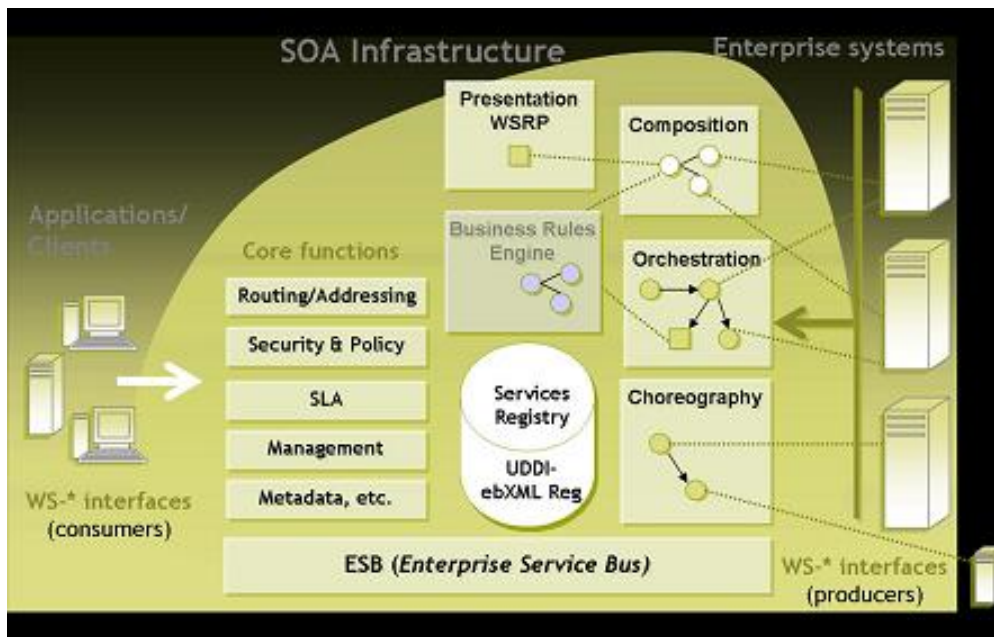 SOA Infrastructure
Enterprise systems
Presentation
WSRP
Composition
Applications/
Clients
Core functions
Business Rules
Engine
Orchestration
Routing/Addressing
Security & Policy
SLA
Management
Metadata, etc.
Services
Registry
UDDI-
ebXML Reg
Choreography
WS-* interfaces
(consumers)
ESB (Enterprise Service Bus)
WS-* interfaces
(producers)